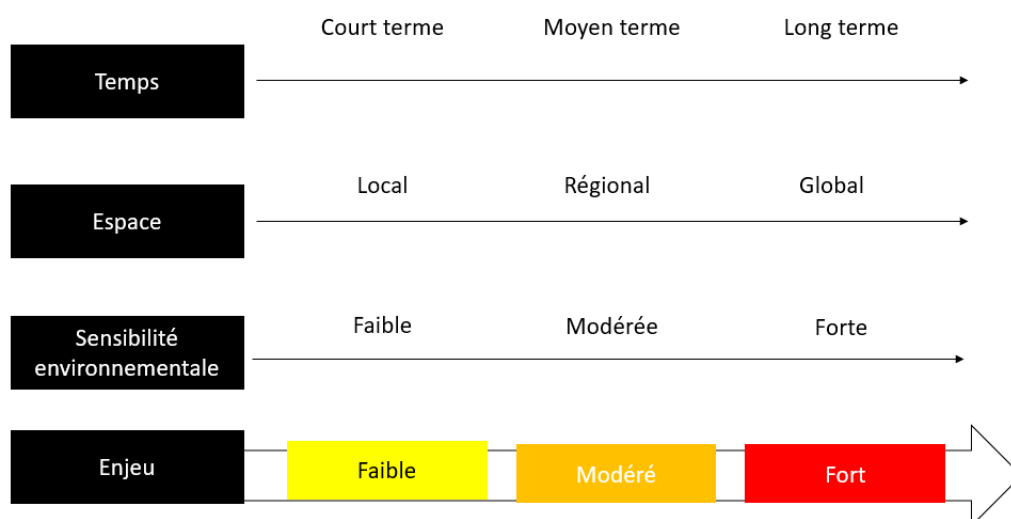 Court terme Moyen terme Long terme
Temps
Local Régional Global
Espace
Faible Modérée Forte
Sensibilité
environnementale
Enjeu Faible Modéré Fort